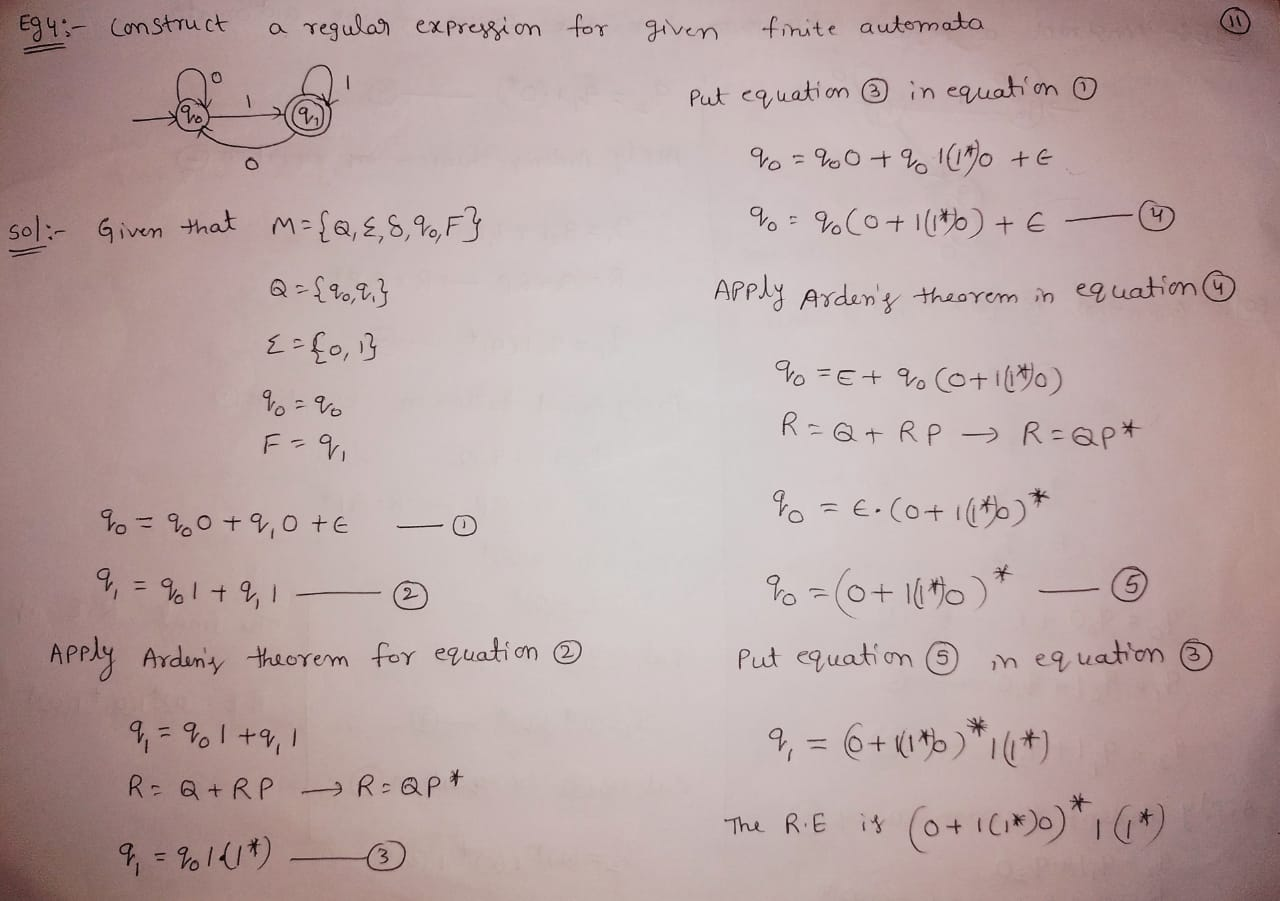 Eg 4:- construct a regular expression for given finite automata
11
0
1
q₀
1
q₁
0
sol:- Given that M={Q,Σ,δ,q₀,F}
Q={q₀,q₁}
Σ={0,1}
q₀=q₀
F=q₁
q₀ = q₀0 + q₁0 + ε — ①
q₁ = q₀1 + q₁1 — ②
APPly Arden's theorem for equation ②
q₁ = q₀1 + q₁1
R = Q + RP → R = QP*
q₁ = q₀1(1*) — ③
Put equation ③ in equation ①
q₀ = q₀0 + q₀1(1*)0 + ε
q₀ = q₀(0+1(1*)0) + ε — ④
APPly Arden's theorem in equation ④
q₀ = ε + q₀(0+1(1*)0)
R = Q + RP → R = QP*
q₀ = ε.(0+1(1*)0)*
q₀ = (0+1(1*)0)* — ⑤
Put equation ⑤ in equation ③
q₁ = (0+1(1*)0)*1(1*)
The R.E is (0+1(1*)0)*1(1*)